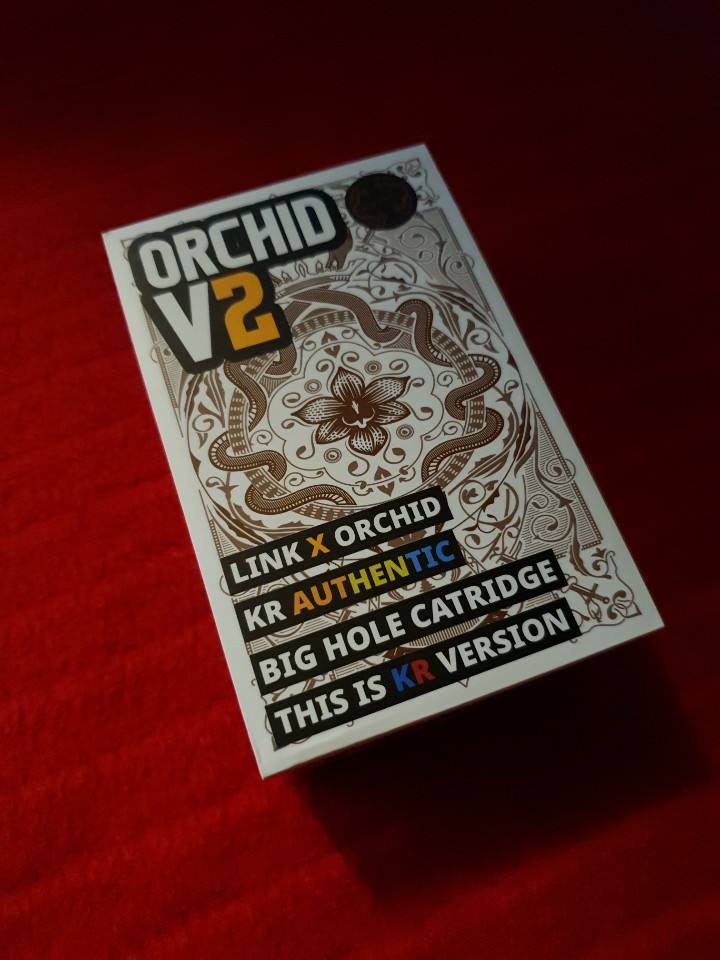 ORCHID
V2
LINK X ORCHID
KR AUTHENTIC
BIG HOLE CATRIDGE
THIS IS KR VERSION